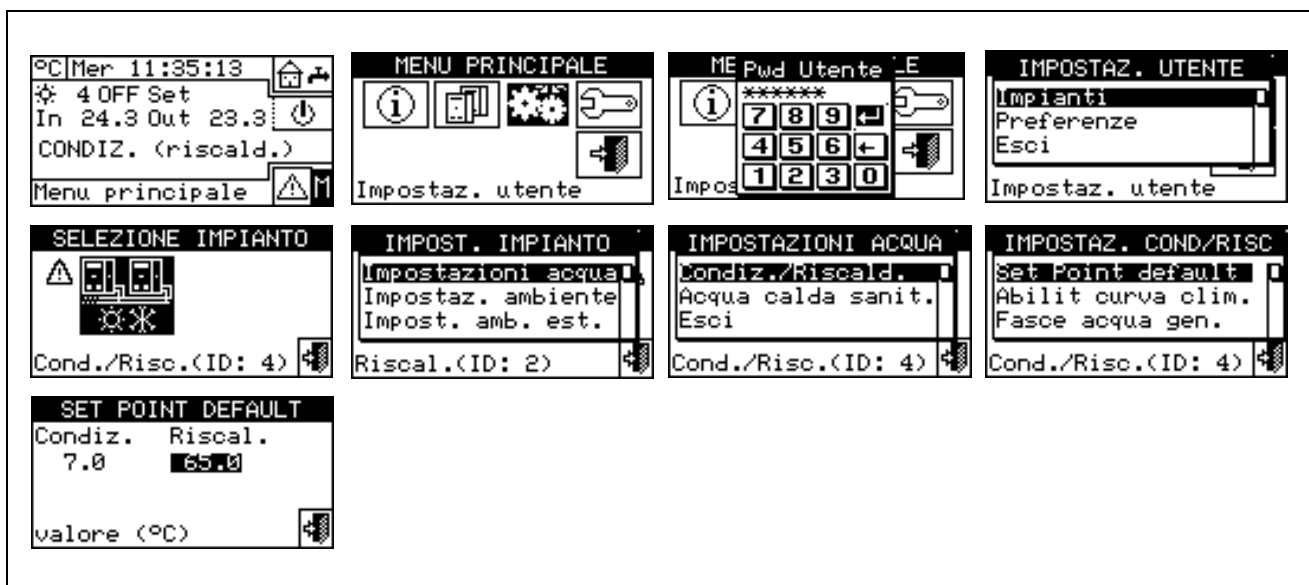 ºC Mer 11:35:13
4 OFF Set
In 24.3 Out 23.3
CONDIZ. (riscald.)
Menu principale M
MENU PRINCIPALE
i
Impostaz. utente
ME Pwd Utente LE
******
i
7 8 9
4 5 6 ←
1 2 3 0
Impos
IMPOSTAZ. UTENTE
Impianti
Preferenze
Esci
Impostaz. utente
SELEZIONE IMPIANTO
Cond./Risc.(ID: 4)
IMPOST. IMPIANTO
Impostazioni acqua
Impostaz. ambiente
Impost. amb. est.
Riscal.(ID: 2)
IMPOSTAZIONI ACQUA
Condiz./Riscald.
Acqua calda sanit.
Esci
Cond./Risc.(ID: 4)
IMPOSTAZ. COND/RISC
Set Point default
Abilit curva clim.
Fasce acqua gen.
Cond./Risc.(ID: 4)
SET POINT DEFAULT
Condiz. Riscal.
7.0 65.0
valore (ºC)